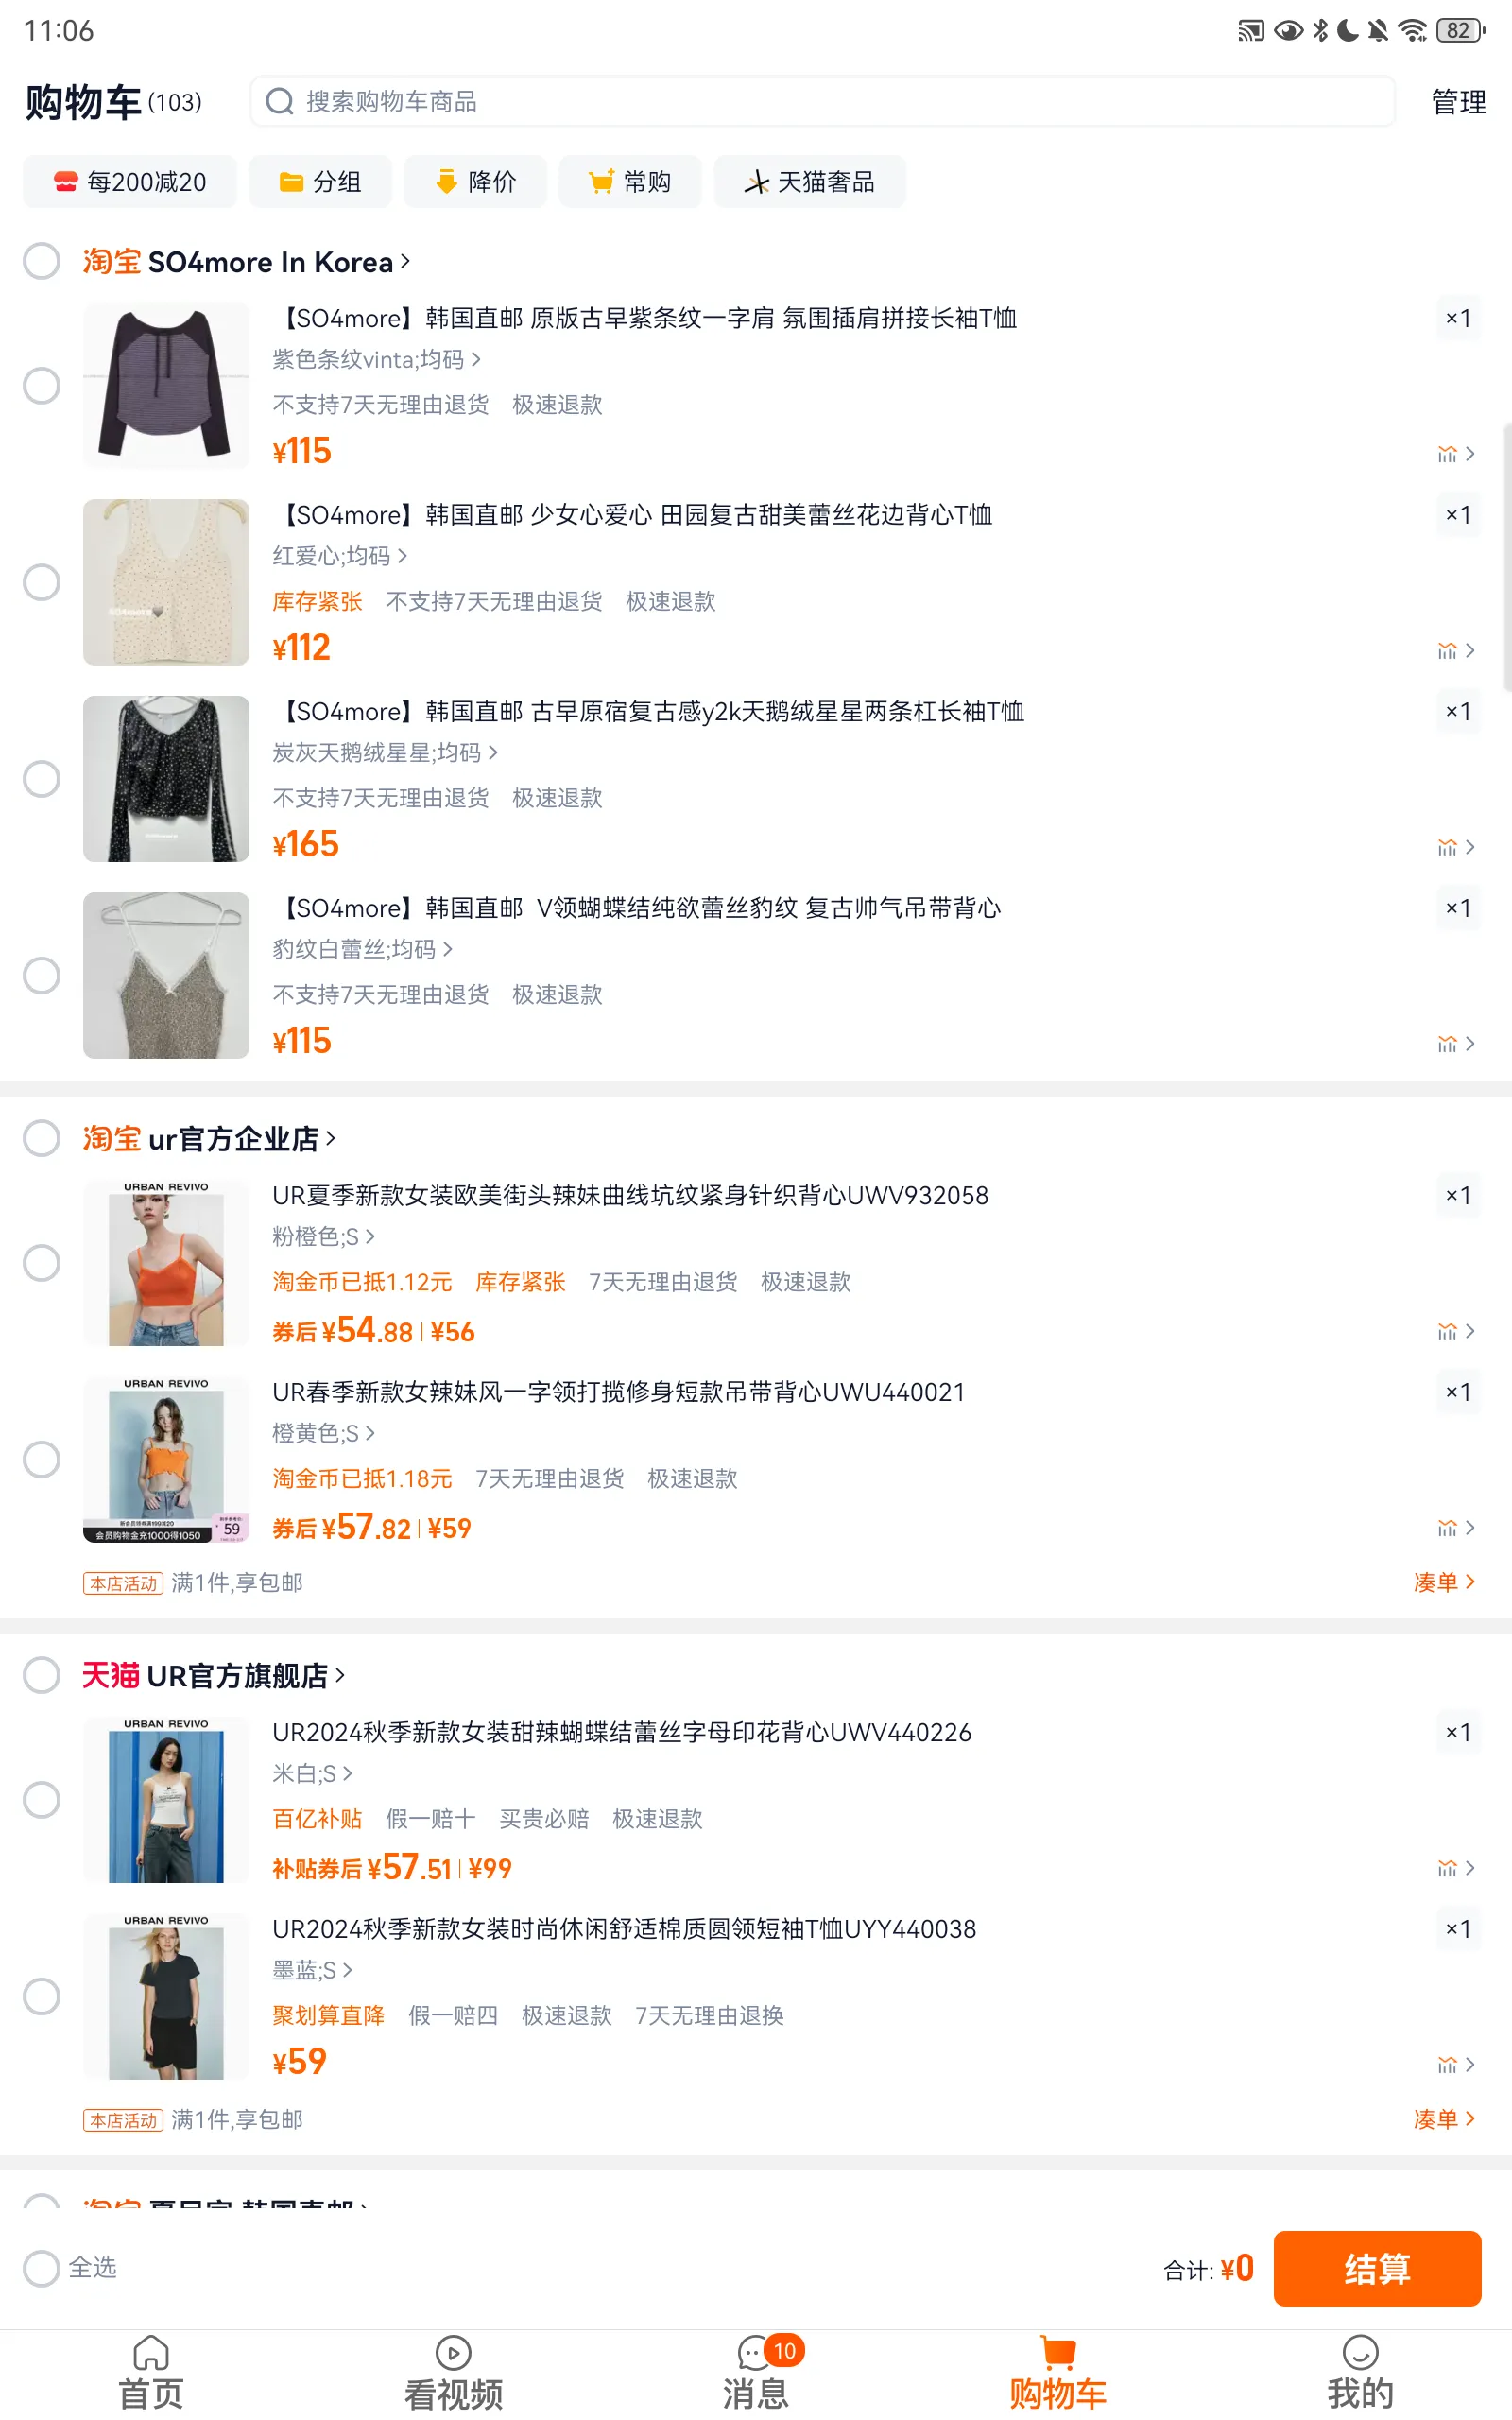 11:06
82
购物车(103)
搜索购物车商品
管理
每200减20
分组
降价
常购
天猫奢品
淘宝 SO4more In Korea
【SO4more】韩国直邮 原版古早紫条纹一字肩 氛围插肩拼接长袖T恤
×1
紫色条纹vinta;均码
不支持7天无理由退货 极速退款
¥115
【SO4more】韩国直邮 少女心爱心 田园复古甜美蕾丝花边背心T恤
×1
红爱心;均码
库存紧张 不支持7天无理由退货 极速退款
¥112
【SO4more】韩国直邮 古早原宿复古感y2k天鹅绒星星两条杠长袖T恤
×1
炭灰天鹅绒星星;均码
不支持7天无理由退货 极速退款
¥165
【SO4more】韩国直邮 V领蝴蝶结纯欲蕾丝豹纹 复古帅气吊带背心
×1
豹纹白蕾丝;均码
不支持7天无理由退货 极速退款
¥115
淘宝 ur官方企业店
URBAN REVIVO
UR夏季新款女装欧美街头辣妹曲线坑纹紧身针织背心UWV932058
×1
粉橙色;S
淘金币已抵1.12元 库存紧张 7天无理由退货 极速退款
券后 ¥54.88 ¥56
URBAN REVIVO
UR春季新款女辣妹风一字领打揽修身短款吊带背心UWU440021
×1
橙黄色;S
淘金币已抵1.18元 7天无理由退货 极速退款
59
会员购物金充1000得1050
券后 ¥57.82 ¥59
本店活动 满1件,享包邮
凑单
天猫 UR官方旗舰店
URBAN REVIVO
UR2024秋季新款女装甜辣蝴蝶结蕾丝字母印花背心UWV440226
×1
米白;S
百亿补贴 假一赔十 买贵必赔 极速退款
补贴券后 ¥57.51 ¥99
URBAN REVIVO
UR2024秋季新款女装时尚休闲舒适棉质圆领短袖T恤UYY440038
×1
墨蓝;S
聚划算直降 假一赔四 极速退款 7天无理由退换
¥59
本店活动 满1件,享包邮
凑单
全选
合计: ¥0
结算
首页
看视频
消息
10
购物车
我的